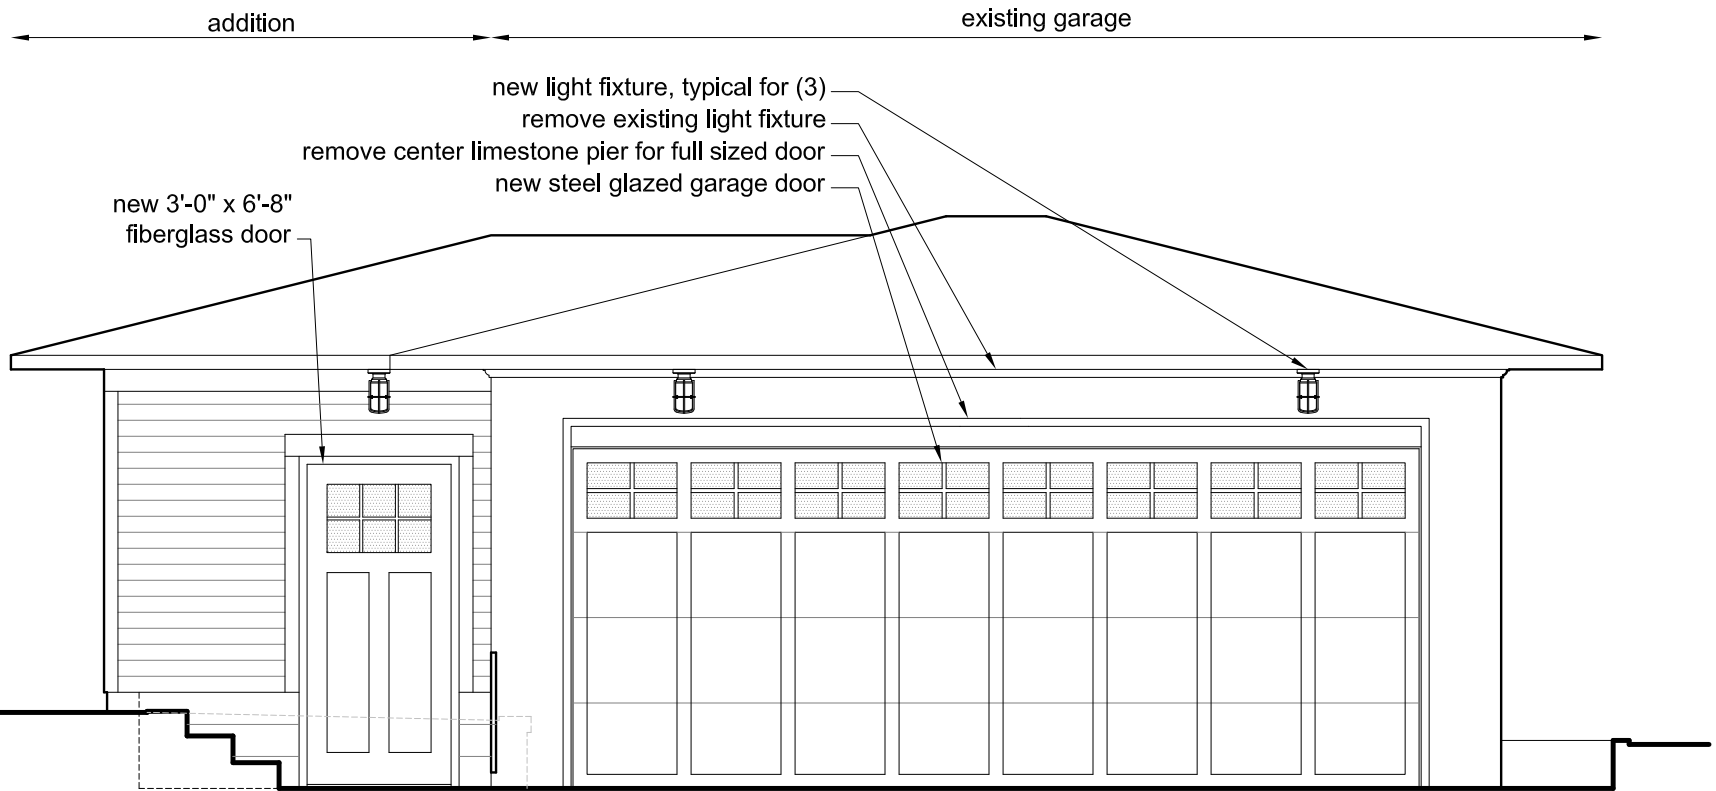 addition
existing garage
new light fixture, typical for (3)
remove existing light fixture
remove center limestone pier for full sized door
new steel glazed garage door
new 3'-0" x 6'-8"
fiberglass door